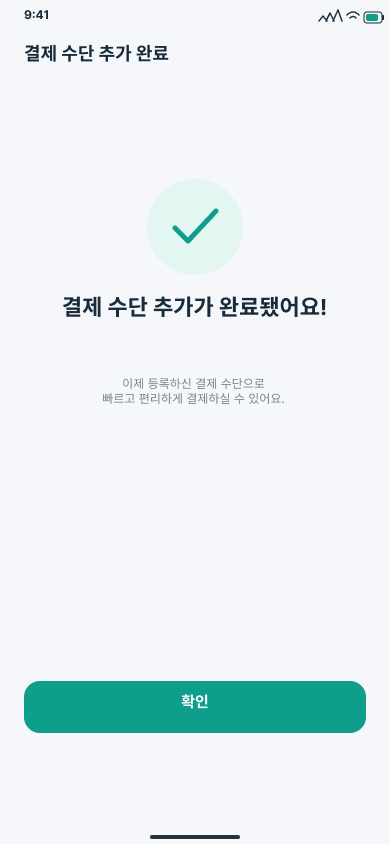 9:41
결제 수단 추가 완료
결제 수단 추가가 완료됐어요!
이제 등록하신 결제 수단으로
빠르고 편리하게 결제하실 수 있어요.
확인